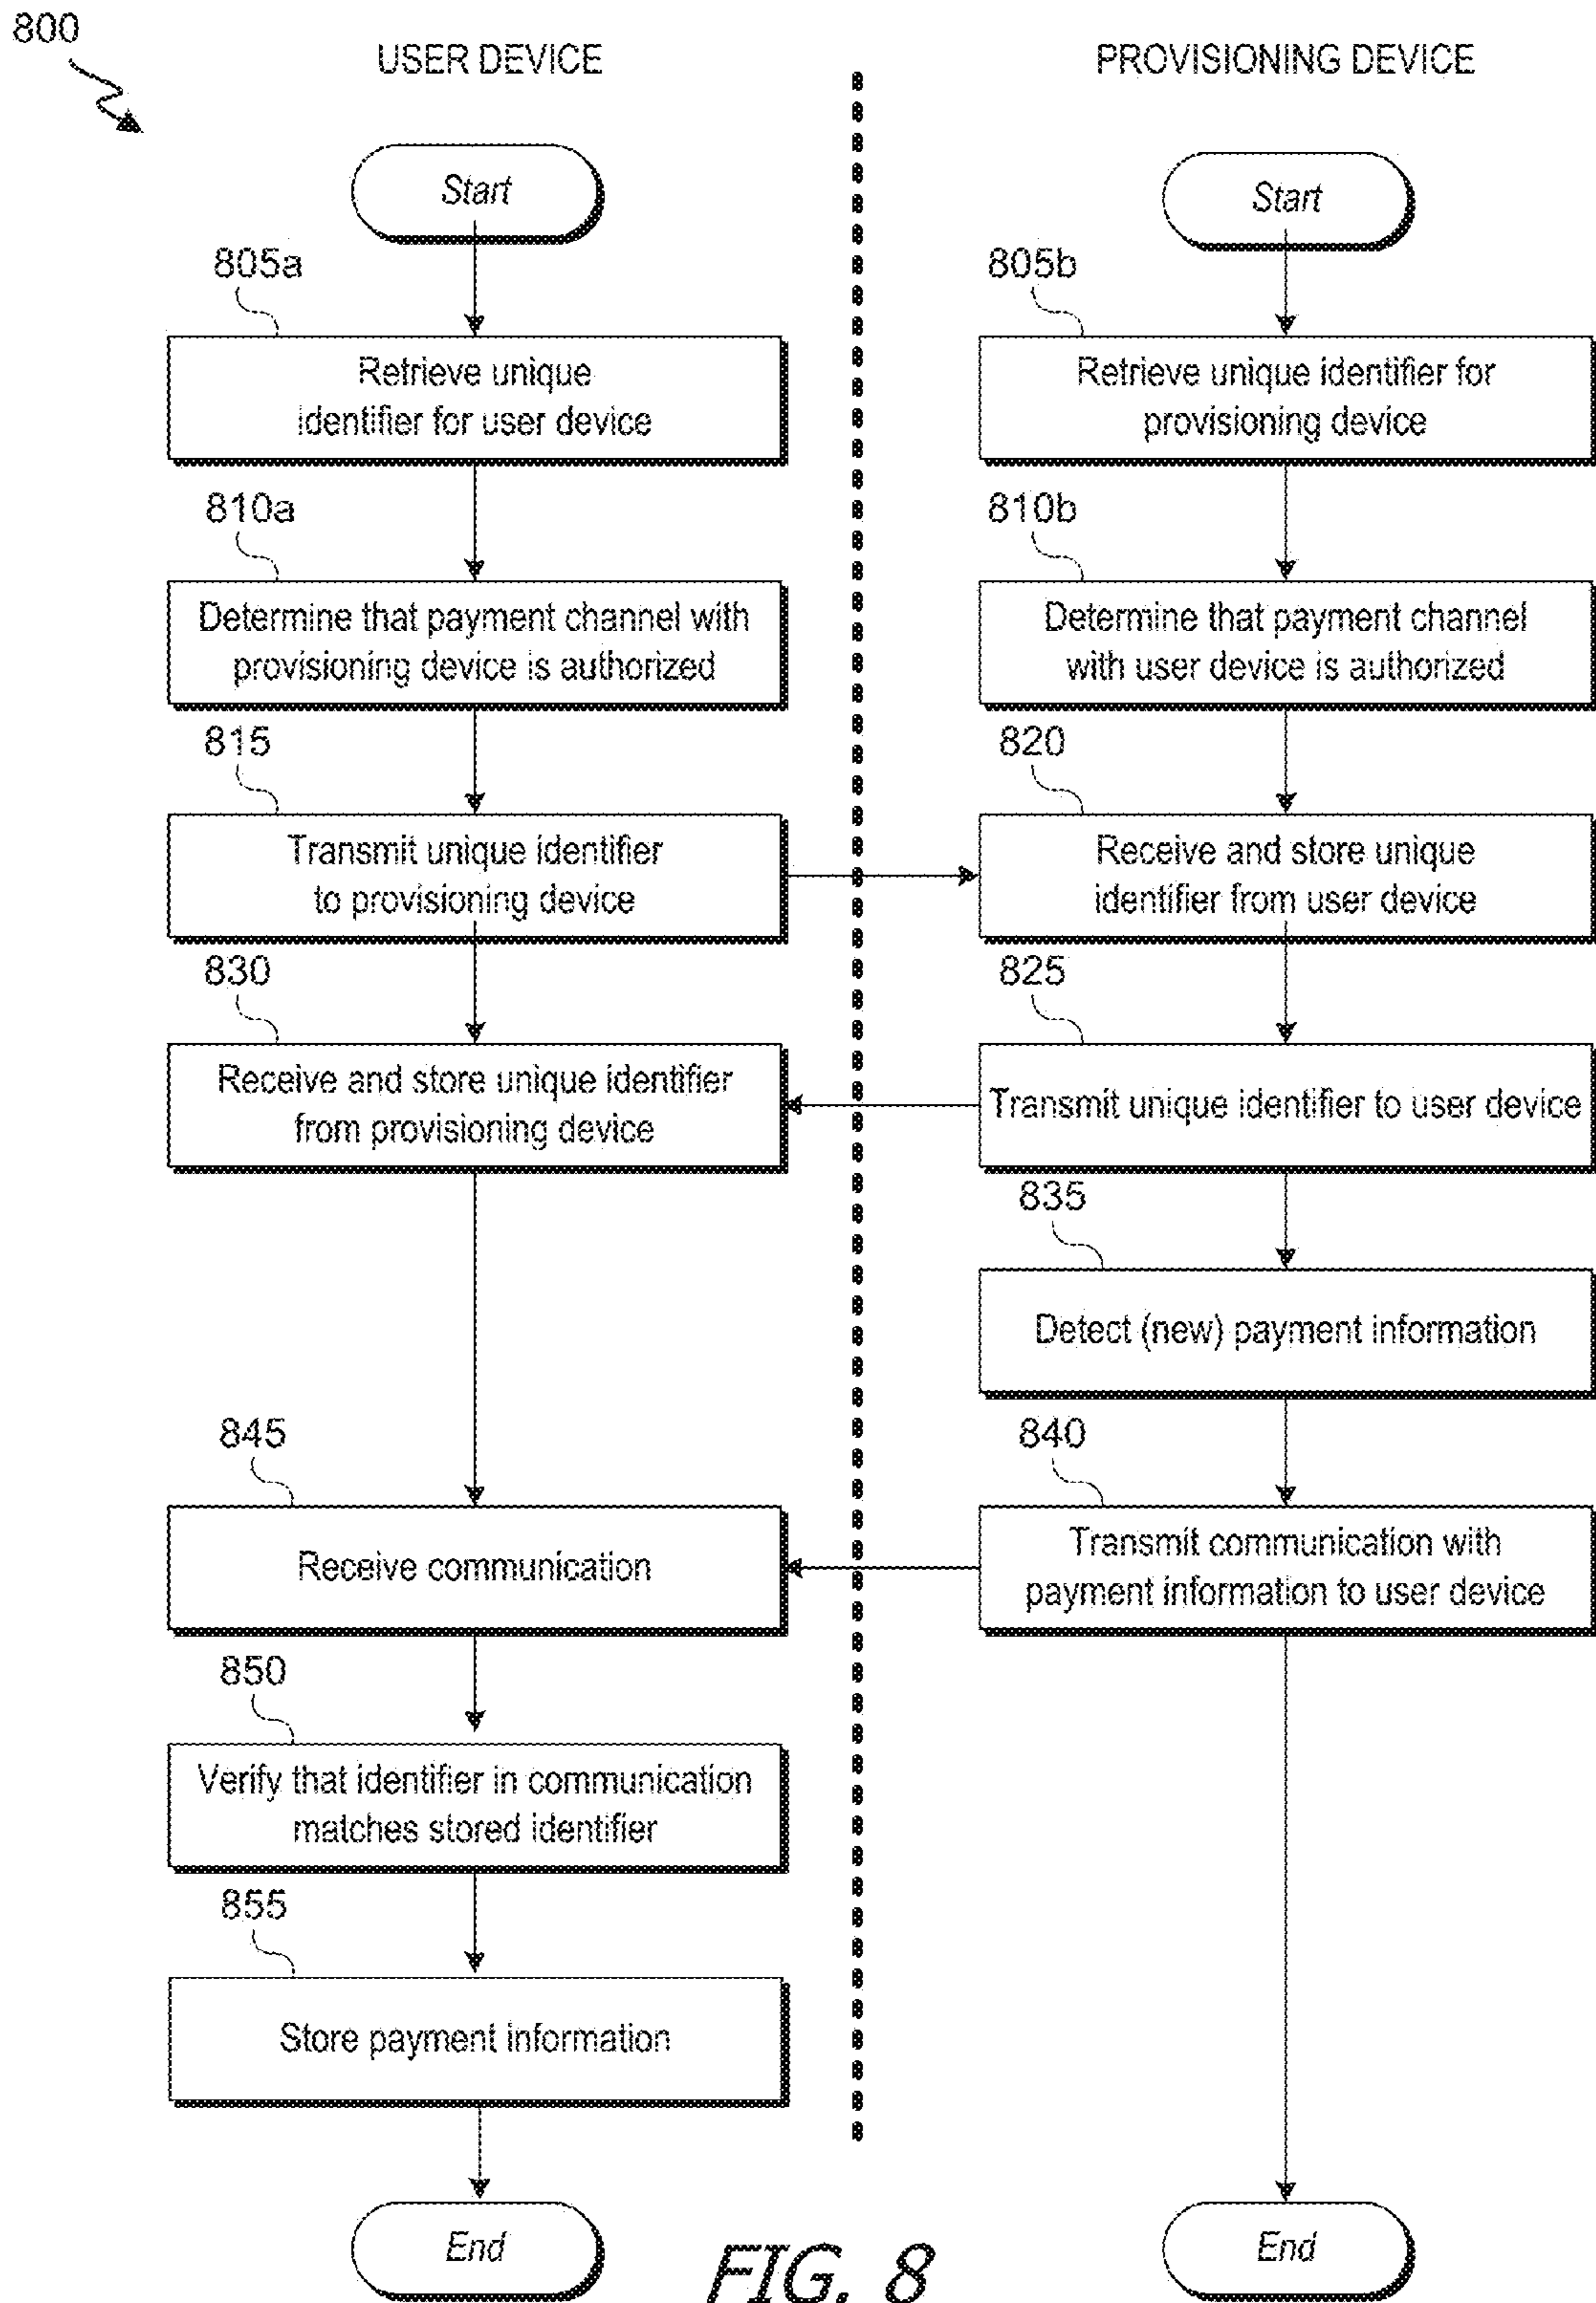 800
USER DEVICE
PROVISIONING DEVICE
Start
Start
805a
805b
Retrieve unique
identifier for user device
Retrieve unique identifier for
provisioning device
810a
810b
Determine that payment channel with
provisioning device is authorized
Determine that payment channel
with user device is authorized
815
820
Transmit unique identifier
to provisioning device
Receive and store unique
identifier from user device
830
825
Receive and store unique identifier
from provisioning device
Transmit unique identifier to user device
835
Detect (new) payment information
845
840
Receive communication
Transmit communication with
payment information to user device
850
Verify that identifier in communication
matches stored identifier
855
Store payment information
End
End
FIG. 8